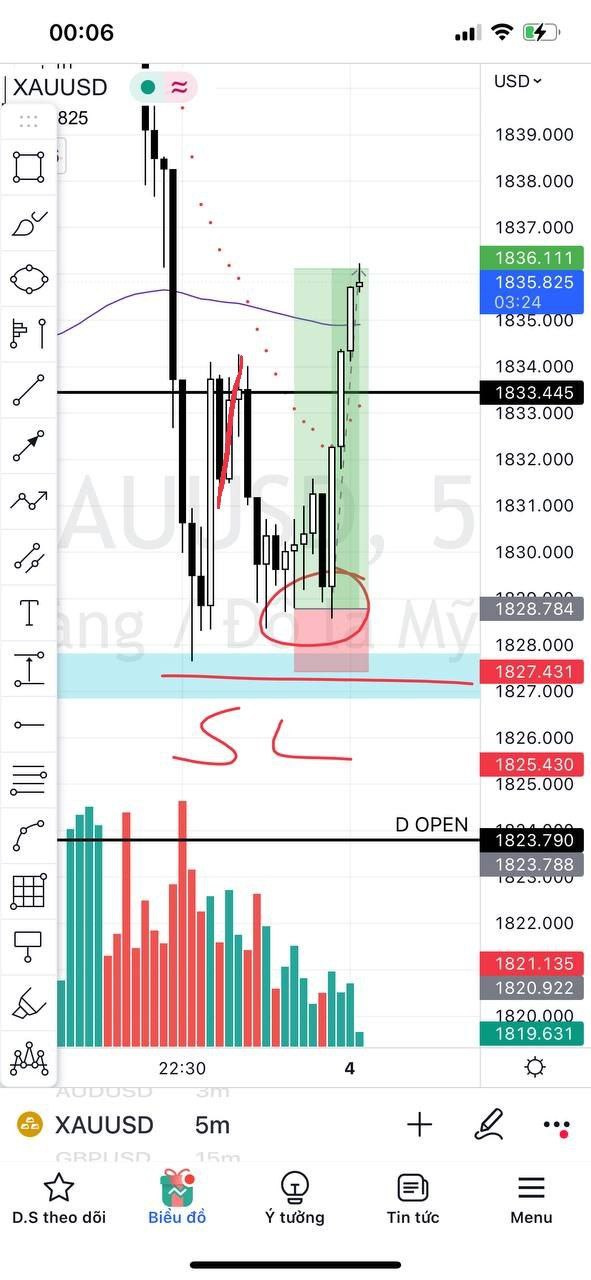 00:06
XAUUSD
USD
825
1839.000
1838.000
1837.000
1836.111
1835.825
03:24
1835.000
1834.000
1833.445
1833.000
1832.000
1831.000
AUUSD, 5
1830.000
1828.784
àng / Đô la Mỹ
1828.000
1827.431
1827.000
1826.000
SL
1825.430
1825.000
D OPEN
1823.790
1823.788
1823.000
1822.000
1821.135
1820.922
1820.000
1819.631
22:30
4
AUDUSD 3m
XAUUSD 5m
GBPUSD 15m
D.S theo dõi
Biểu đồ
Ý tưởng
Tin tức
Menu